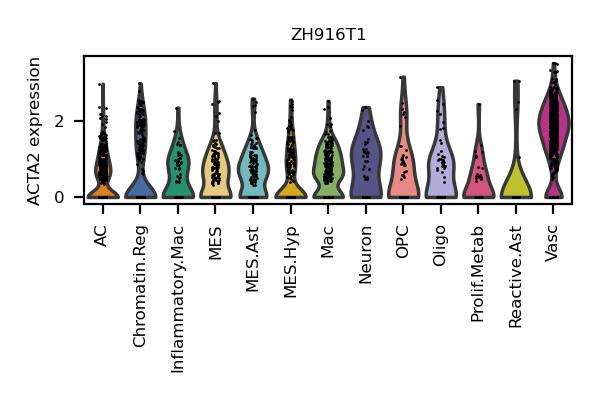 ZH916T1
ACTA2 expression
2
0
AC
Chromatin.Reg
Inflammatory.Mac
MES
MES.Ast
MES.Hyp
Mac
Neuron
OPC
Oligo
Prolif.Metab
Reactive.Ast
Vasc